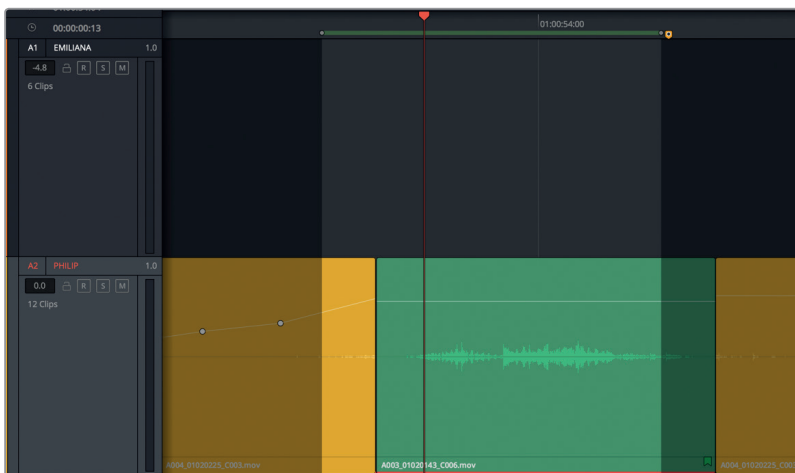 00:00:00:13
01:00:54:00
A1 EMILIANA 1.0
-4.8 R S M
6 Clips
A2 PHILIP 1.0
0.0 R S M
12 Clips
A004_01020225_C003.mov
A003_01020143_C006.mov